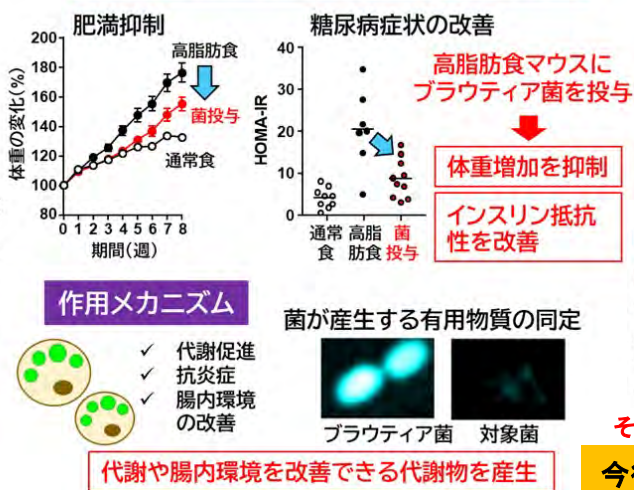 肥満抑制
体重の変化(%)
200
180
160
140
120
100
80
0 1 2 3 4 5 6 7 8
期間(週)
高脂肪食
菌投与
通常食
糖尿病症状の改善
HOMA-IR
40
30
20
10
0
通常食
高脂肪食
菌投与
高脂肪食マウスに
ブラウティア菌を投与
体重増加を抑制
インスリン抵抗
性を改善
作用メカニズム
✓ 代謝促進
✓ 抗炎症
✓ 腸内環境
の改善
菌が産生する有用物質の同定
ブラウティア菌
対象菌
代謝や腸内環境を改善できる代謝物を産生
そ
今